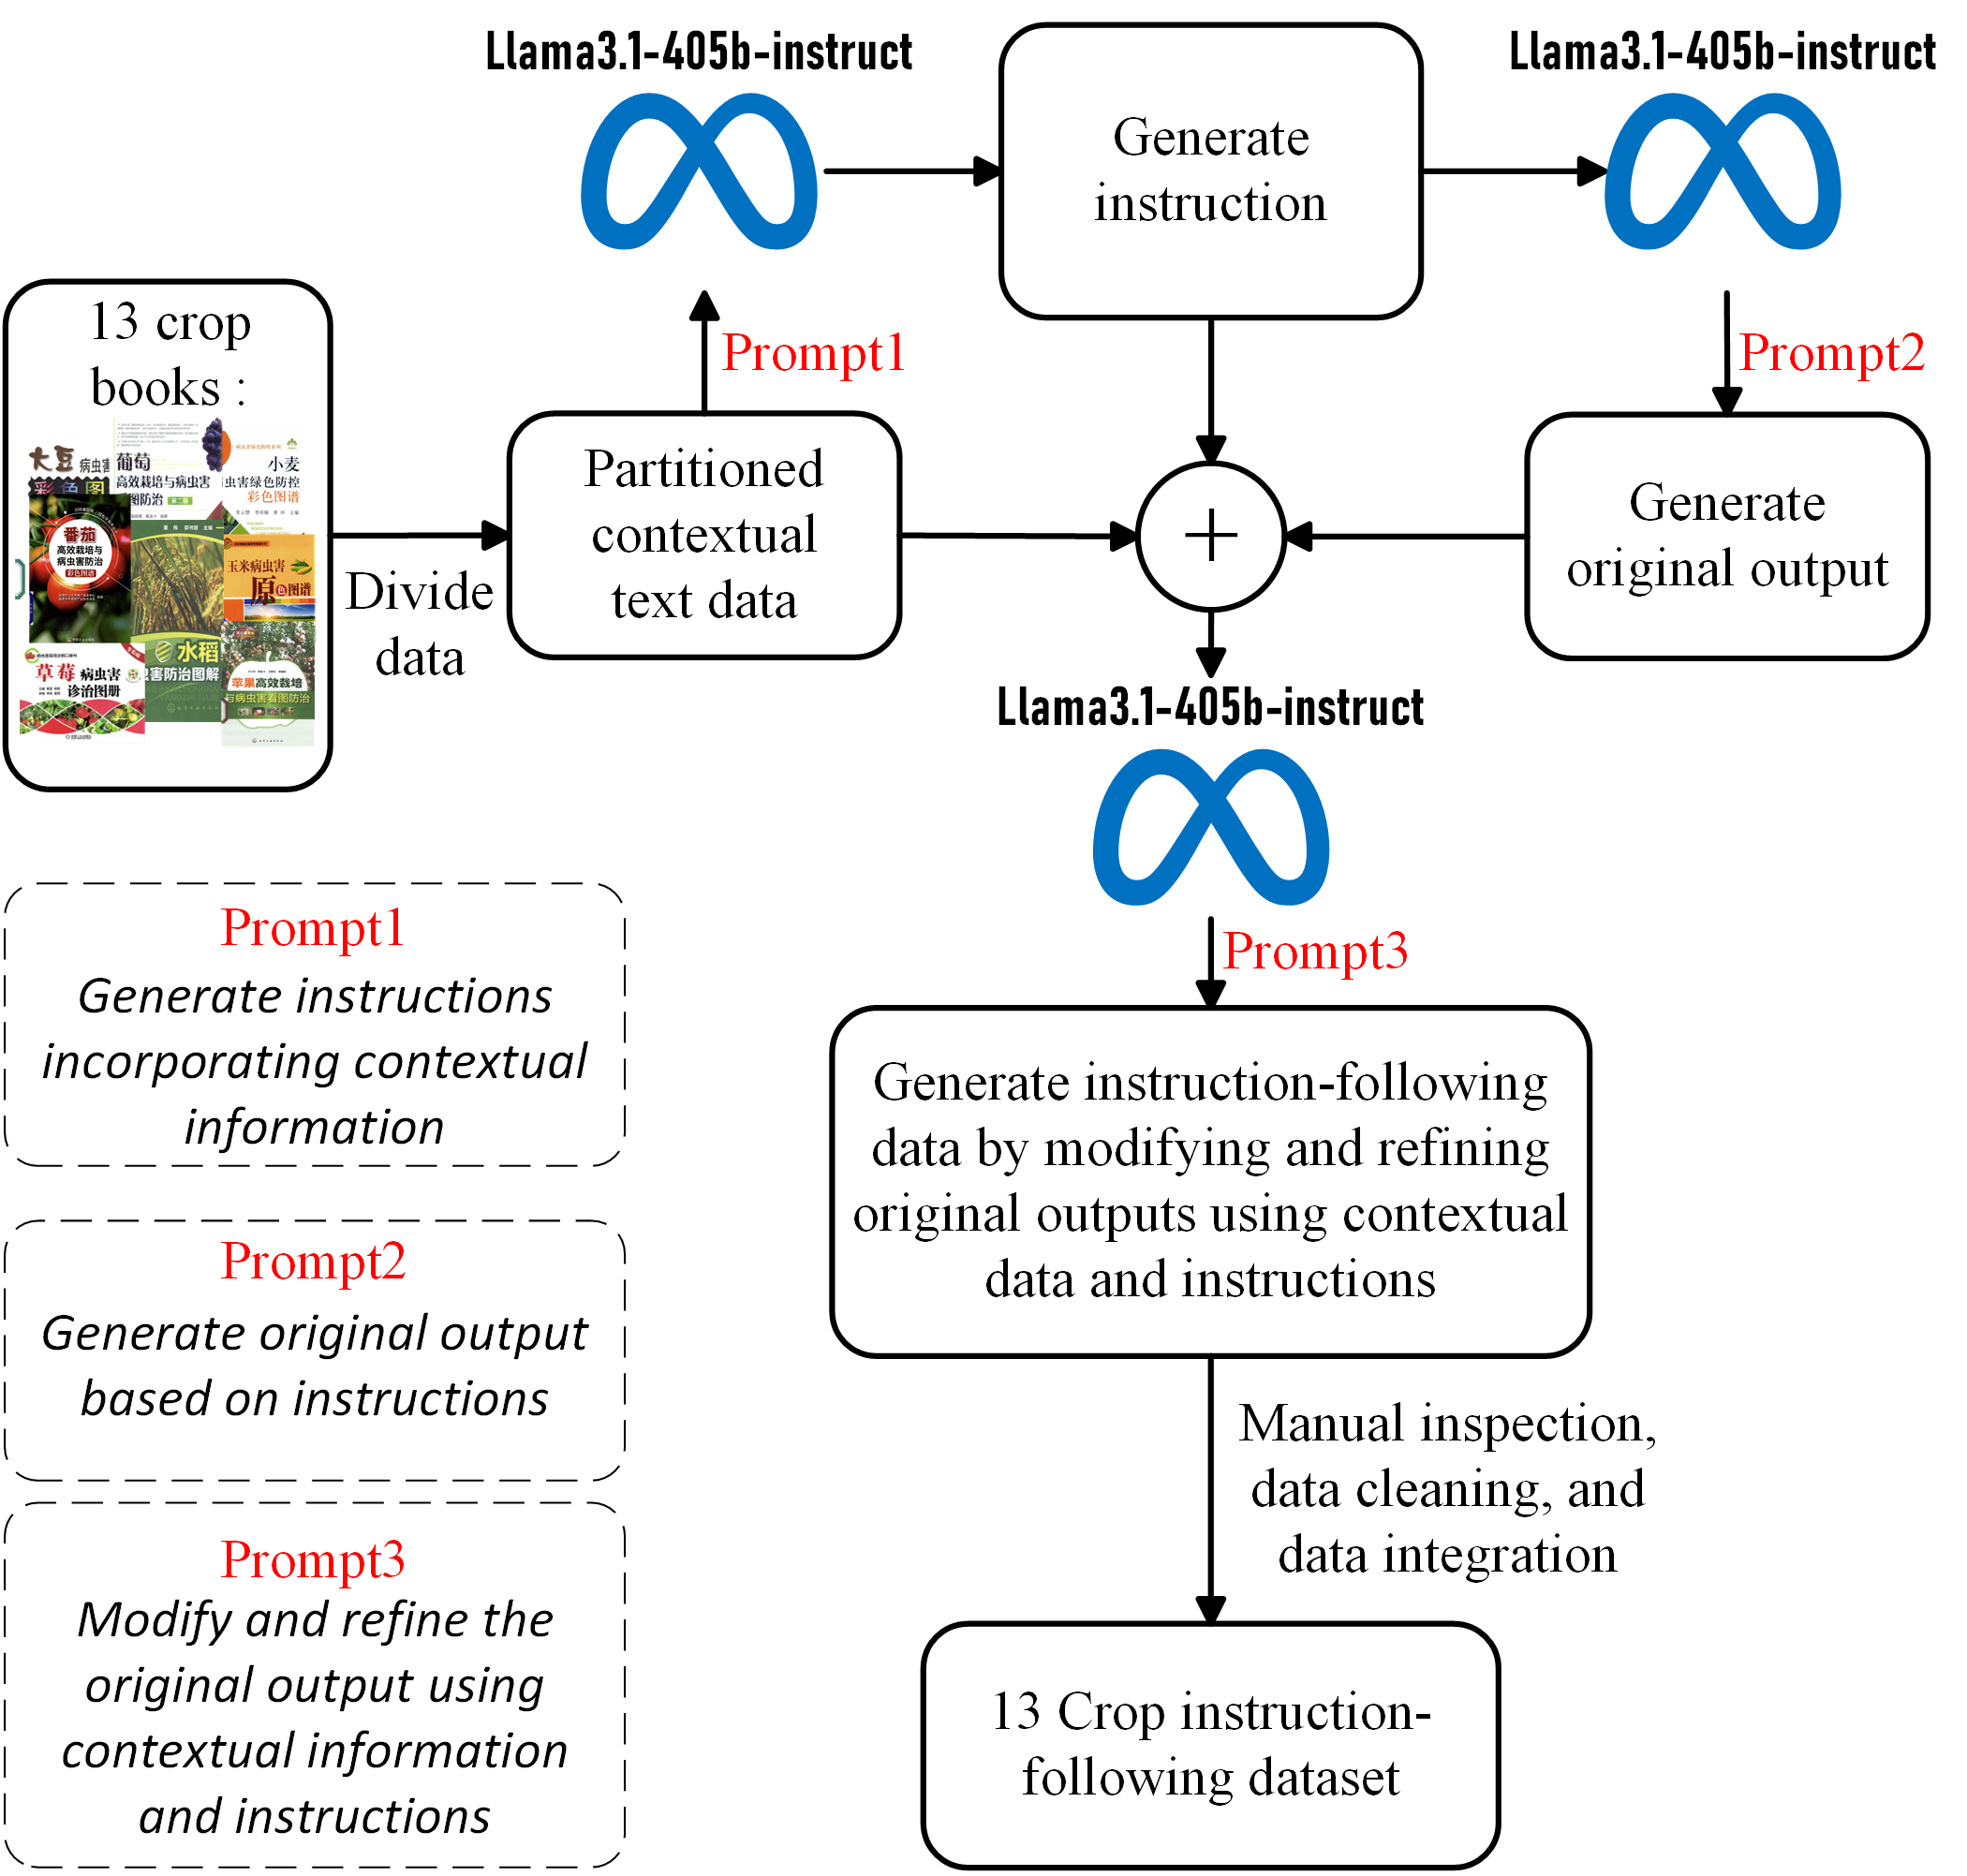 Llama3.1-405b-instruct
Generate
instruction
Llama3.1-405b-instruct
13 crop
books :
大豆 病虫害
彩色图
葡萄
高效栽培与病虫害
图防治 第二版
小麦
虫害绿色防控
彩色图谱
番茄
高效栽培与
病虫害防治
彩色图谱
玉米病虫害
原色图谱
草莓 病虫害
诊治图册
水稻
虫害防治图解
苹果高效栽培
与病虫害看图防治
Divide
data
Prompt1
Partitioned
contextual
text data
+
Prompt2
Generate
original output
Llama3.1-405b-instruct
Prompt3
Generate instruction-following
data by modifying and refining
original outputs using contextual
data and instructions
Manual inspection,
data cleaning, and
data integration
13 Crop instruction-
following dataset
Prompt1
Generate instructions
incorporating contextual
information
Prompt2
Generate original output
based on instructions
Prompt3
Modify and refine the
original output using
contextual information
and instructions